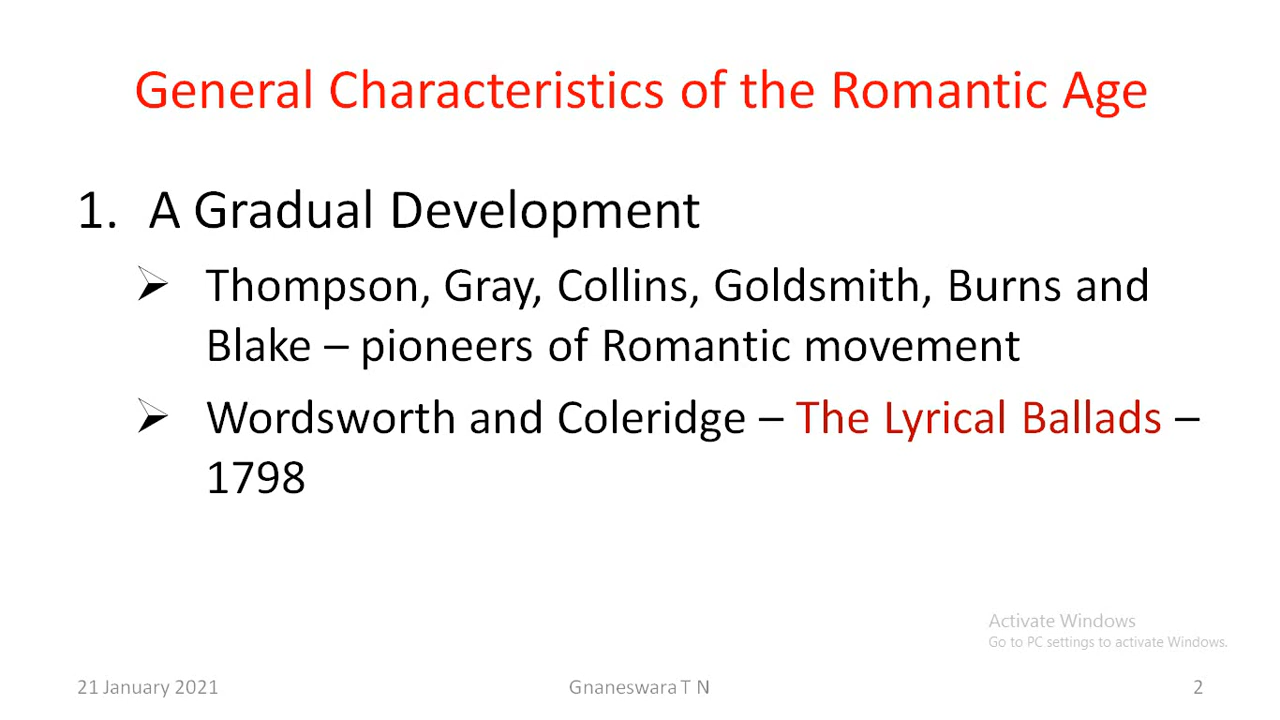 General Characteristics of the Romantic Age
1. A Gradual Development
➢ Thompson, Gray, Collins, Goldsmith, Burns and
Blake – pioneers of Romantic movement
➢ Wordsworth and Coleridge – The Lyrical Ballads –
1798
Activate Windows
Go to PC settings to activate Windows.
21 January 2021 Gnaneswara T N 2